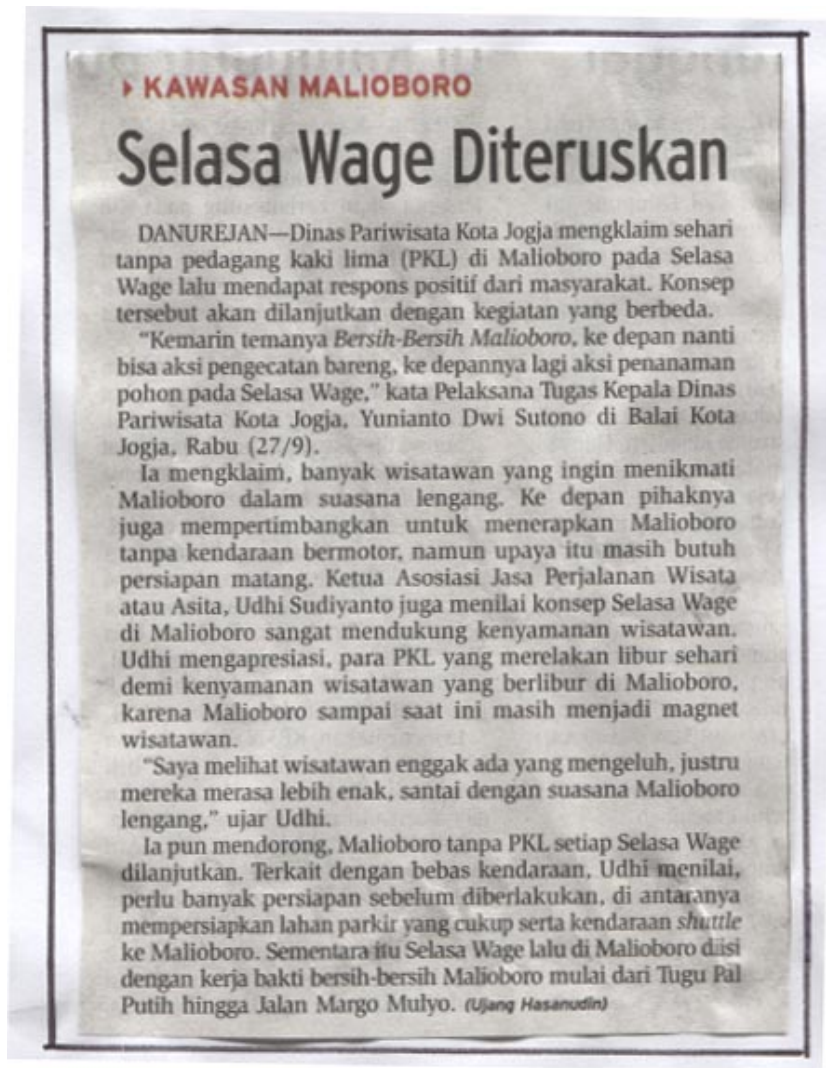 KAWASAN MALIOBORO
Selasa Wage Diteruskan
DANUREJAN—Dinas Pariwisata Kota Jogja mengklaim sehari
tanpa pedagang kaki lima (PKL) di Malioboro pada Selasa
Wage lalu mendapat respons positif dari masyarakat. Konsep
tersebut akan dilanjutkan dengan kegiatan yang berbeda.
"Kemarin temanya Bersih-Bersih Malioboro, ke depan nanti
bisa aksi pengecatan bareng, ke depannya lagi aksi penanaman
pohon pada Selasa Wage," kata Pelaksana Tugas Kepala Dinas
Pariwisata Kota Jogja, Yunianto Dwi Sutono di Balai Kota
Jogja, Rabu (27/9).
Ia mengklaim, banyak wisatawan yang ingin menikmati
Malioboro dalam suasana lengang. Ke depan pihaknya
juga mempertimbangkan untuk menerapkan Malioboro
tanpa kendaraan bermotor, namun upaya itu masih butuh
persiapan matang. Ketua Asosiasi Jasa Perjalanan Wisata
atau Asita, Udhi Sudiyanto juga menilai konsep Selasa Wage
di Malioboro sangat mendukung kenyamanan wisatawan.
Udhi mengapresiasi, para PKL yang merelakan libur sehari
demi kenyamanan wisatawan yang berlibur di Malioboro,
karena Malioboro sampai saat ini masih menjadi magnet
wisatawan.
"Saya melihat wisatawan enggak ada yang mengeluh, justru
mereka merasa lebih enak, santai dengan suasana Malioboro
lengang," ujar Udhi.
Ia pun mendorong, Malioboro tanpa PKL setiap Selasa Wage
dilanjutkan. Terkait dengan bebas kendaraan, Udhi menilai,
perlu banyak persiapan sebelum diberlakukan, di antaranya
mempersiapkan lahan parkir yang cukup serta kendaraan shuttle
ke Malioboro. Sementara itu Selasa Wage lalu di Malioboro diisi
dengan kerja bakti bersih-bersih Malioboro mulai dari Tugu Pal
Putih hingga Jalan Margo Mulyo. (Ujang Hasanudin)